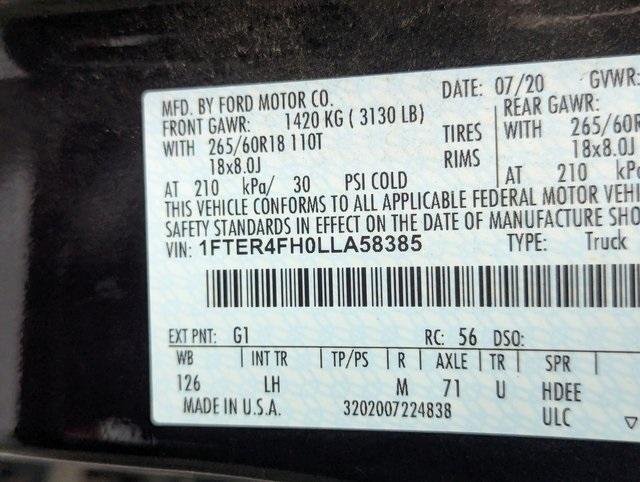 MFD. BY FORD MOTOR CO. DATE: 07/20 GVWR:
FRONT GAWR: 1420 KG ( 3130 LB) REAR GAWR:
WITH 265/60R18 110T TIRES WITH 265/60R
18x8.0J RIMS 18x8.0J
AT 210 kPa/ 30 PSI COLD AT 210 kPa
THIS VEHICLE CONFORMS TO ALL APPLICABLE FEDERAL MOTOR VEHI
SAFETY STANDARDS IN EFFECT ON THE DATE OF MANUFACTURE SHO
VIN: 1FTER4FH0LLA58385 TYPE: Truck
EXT PNT: G1 RC: 56 DSO:
WB INT TR TP/PS R AXLE TR SPR
126 LH M 71 U HDEE
MADE IN U.S.A. 3202007224838 ULC